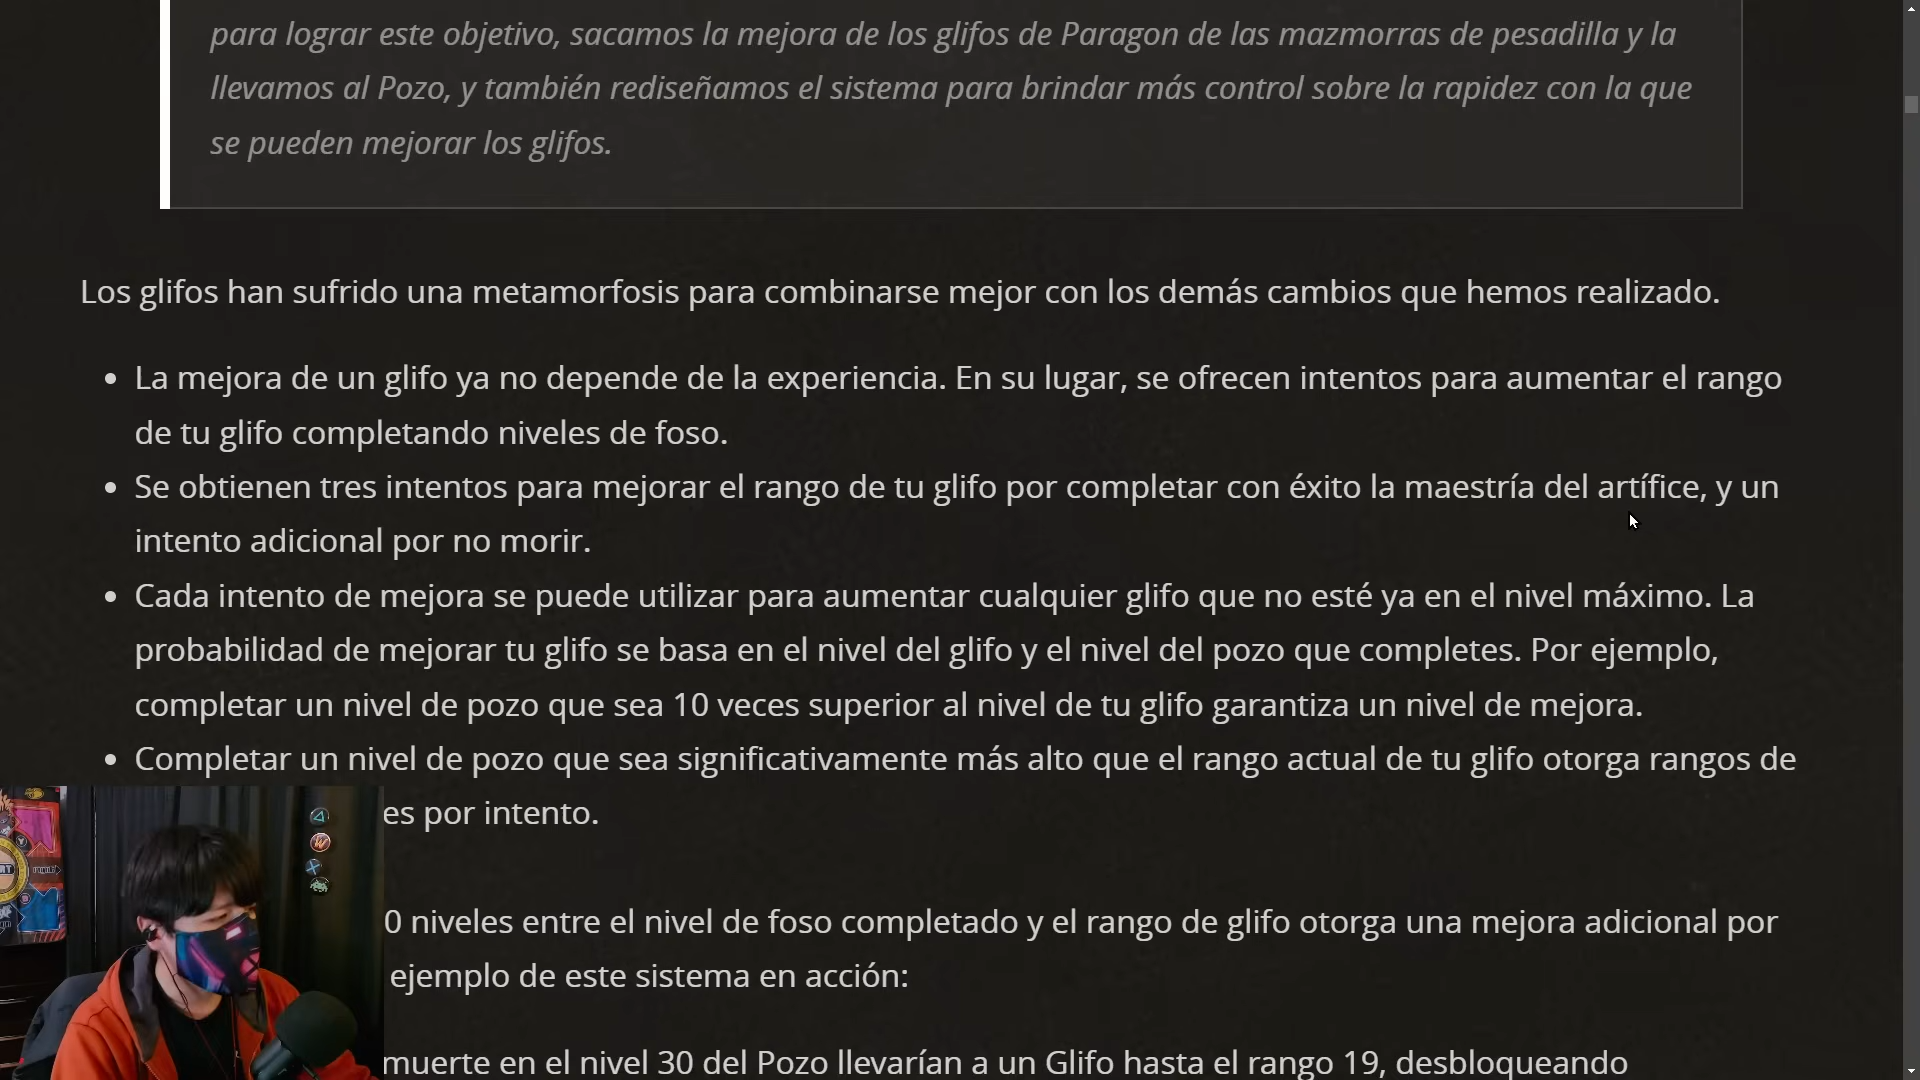 para lograr este objetivo, sacamos la mejora de los glifos de Paragon de las mazmorras de pesadilla y la
llevamos al Pozo, y también rediseñamos el sistema para brindar más control sobre la rapidez con la que
se pueden mejorar los glifos.
Los glifos han sufrido una metamorfosis para combinarse mejor con los demás cambios que hemos realizado.
• La mejora de un glifo ya no depende de la experiencia. En su lugar, se ofrecen intentos para aumentar el rango
de tu glifo completando niveles de foso.
• Se obtienen tres intentos para mejorar el rango de tu glifo por completar con éxito la maestría del artífice, y un
intento adicional por no morir.
• Cada intento de mejora se puede utilizar para aumentar cualquier glifo que no esté ya en el nivel máximo. La
probabilidad de mejorar tu glifo se basa en el nivel del glifo y el nivel del pozo que completes. Por ejemplo,
completar un nivel de pozo que sea 10 veces superior al nivel de tu glifo garantiza un nivel de mejora.
• Completar un nivel de pozo que sea significativamente más alto que el rango actual de tu glifo otorga rangos de
es por intento.
0 niveles entre el nivel de foso completado y el rango de glifo otorga una mejora adicional por
ejemplo de este sistema en acción:
muerte en el nivel 30 del Pozo llevarían a un Glifo hasta el rango 19, desbloqueando